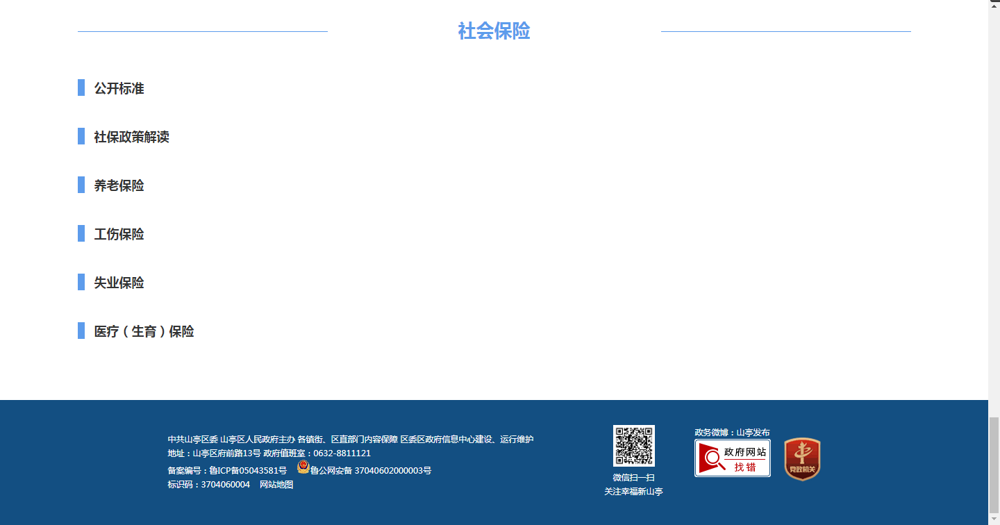 社会保险
公开标准
社保政策解读
养老保险
工伤保险
失业保险
医疗（生育）保险
中共山亭区委 山亭区人民政府主办 各镇街、区直部门内容保障 区委区政府信息中心建设、运行维护
地址：山亭区府前路13号 政府值班室：0632-8811121
备案编号：鲁ICP备05043581号 鲁公网安备 37040602000003号
标识码：3704060004 网站地图
微信扫一扫
关注幸福新山亭
政务微博：山亭发布
政府网站
找错
党政机关